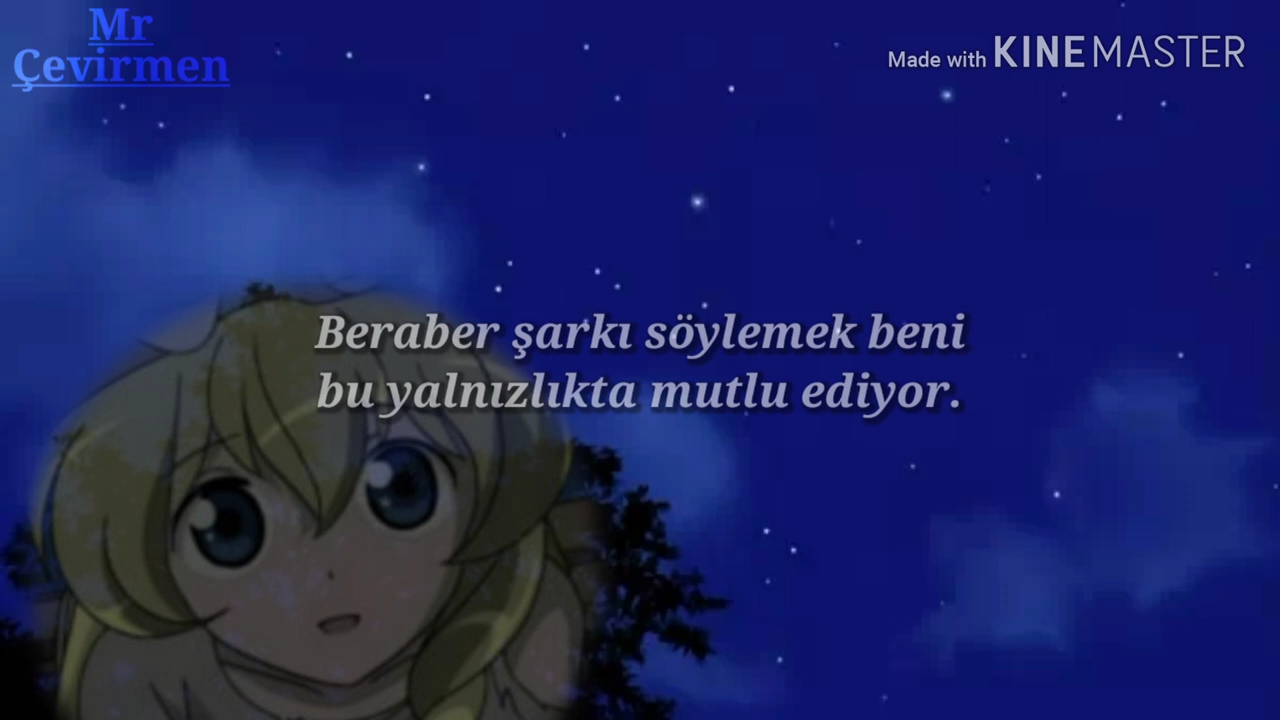 Mr
Çevirmen
Made with KINEMASTER
Beraber şarkı söylemek beni
bu yalnızlıkta mutlu ediyor.